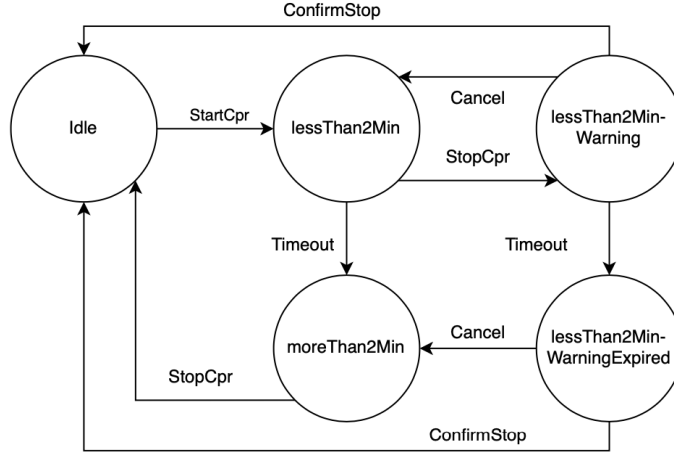 ConfirmStop
Idle
StartCpr
lessThan2Min
Cancel
StopCpr
lessThan2Min-
Warning
Timeout
Timeout
moreThan2Min
Cancel
lessThan2Min-
WarningExpired
StopCpr
ConfirmStop